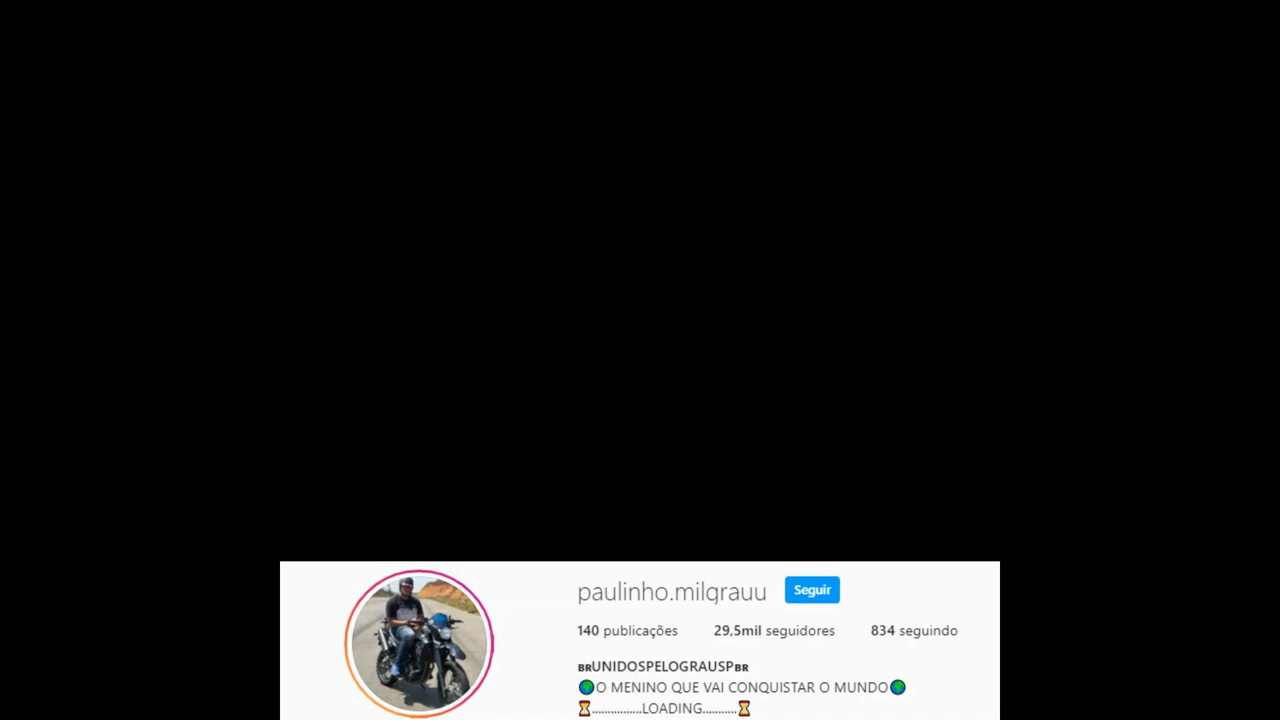 paulinho.milgrauu Seguir
140 publicações 29,5mil seguidores 834 seguindo
BRUNIDOSPELOGRAUSPBR
🌍O MENINO QUE VAI CONQUISTAR O MUNDO🌍
⏳................LOADING...........⏳